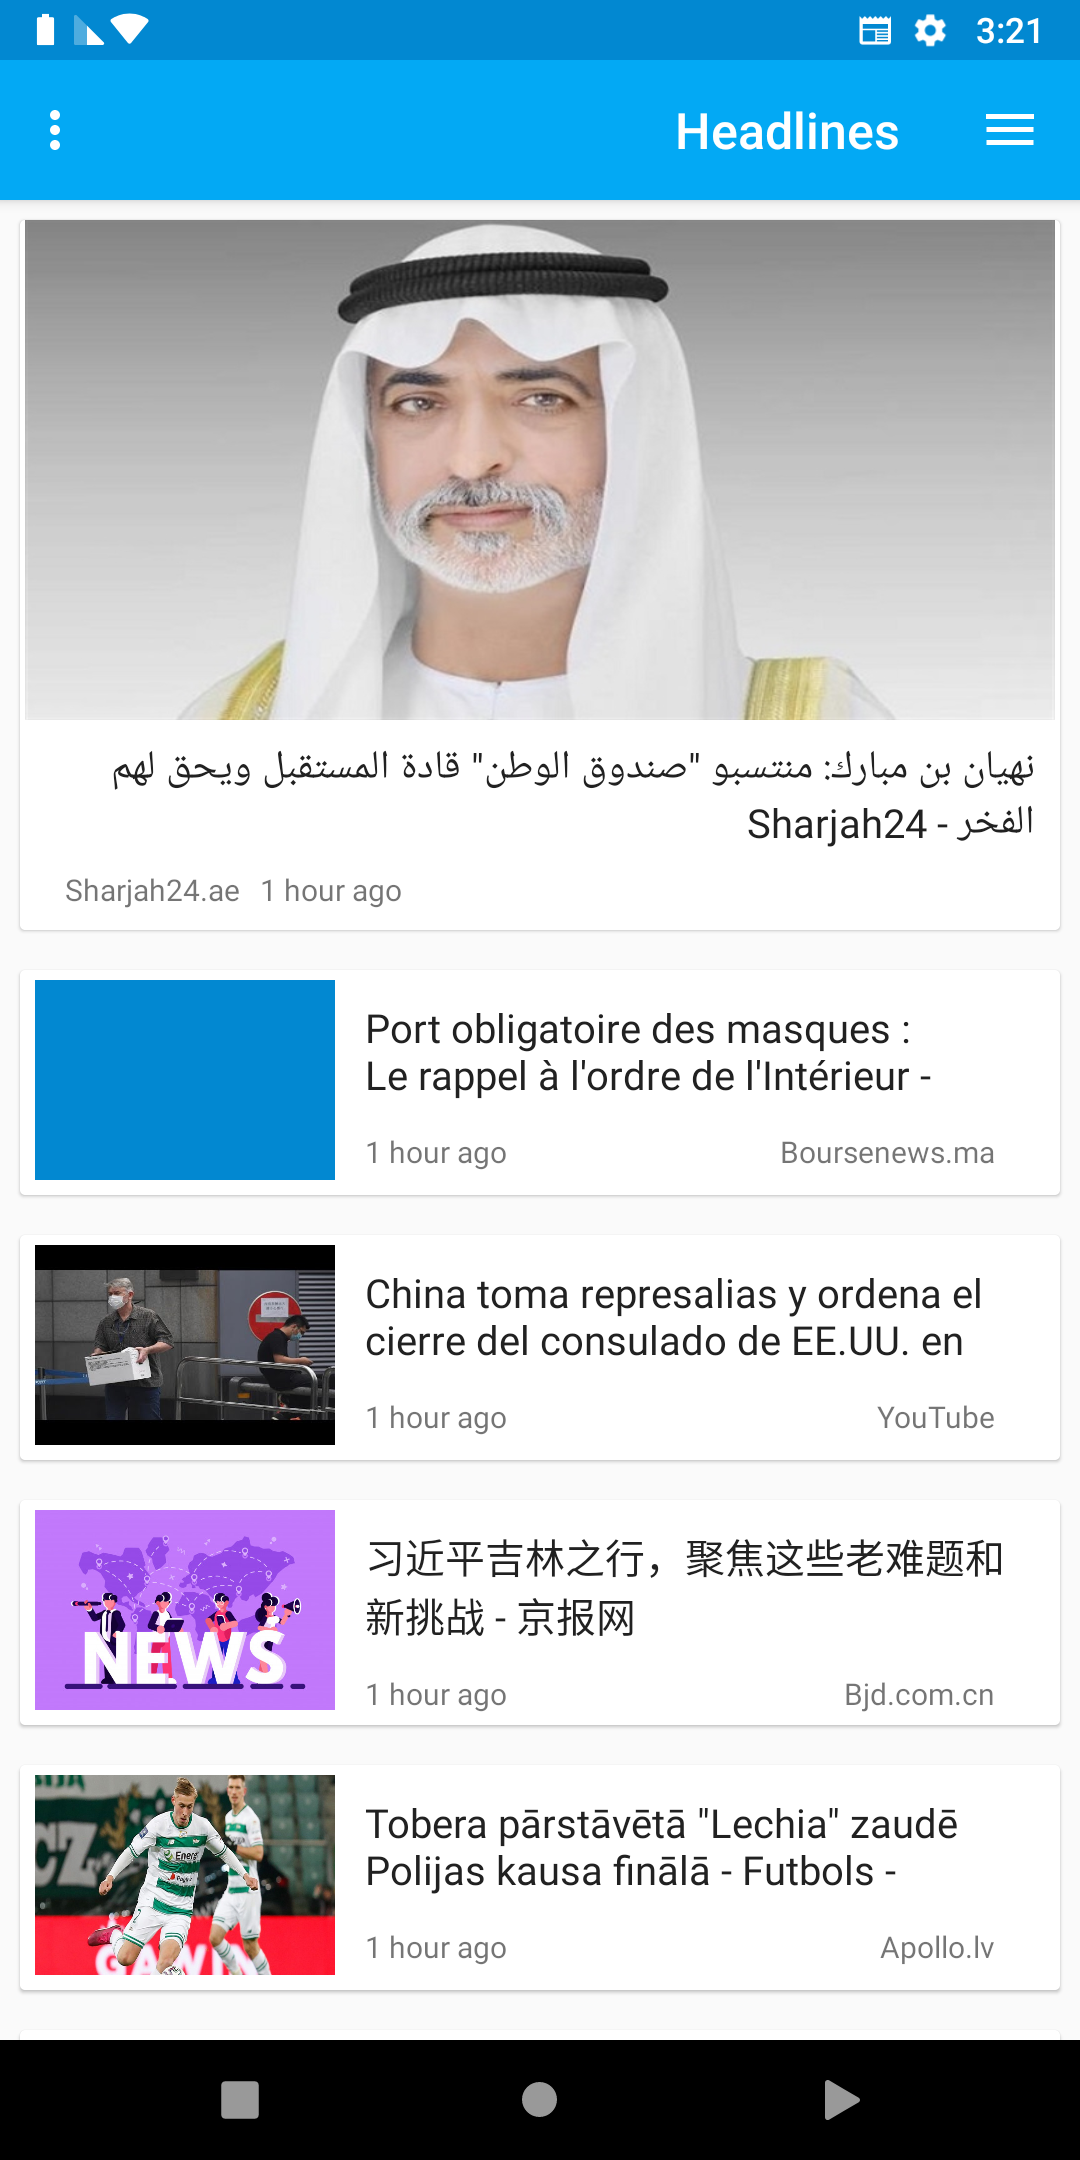 3:21
Headlines
نهيان بن مبارك: منتسبو "صندوق الوطن" قادة المستقبل ويحق لهم
الفخر - Sharjah24
Sharjah24.ae 1 hour ago
Port obligatoire des masques :
Le rappel à l'ordre de l'Intérieur -
1 hour ago Boursenews.ma
China toma represalias y ordena el
cierre del consulado de EE.UU. en
1 hour ago YouTube
NEWS
习近平吉林之行，聚焦这些老难题和
新挑战 - 京报网
1 hour ago Bjd.com.cn
CZ
Energa
Tobera pārstāvētā "Lechia" zaudē
Polijas kausa finālā - Futbols -
1 hour ago Apollo.lv